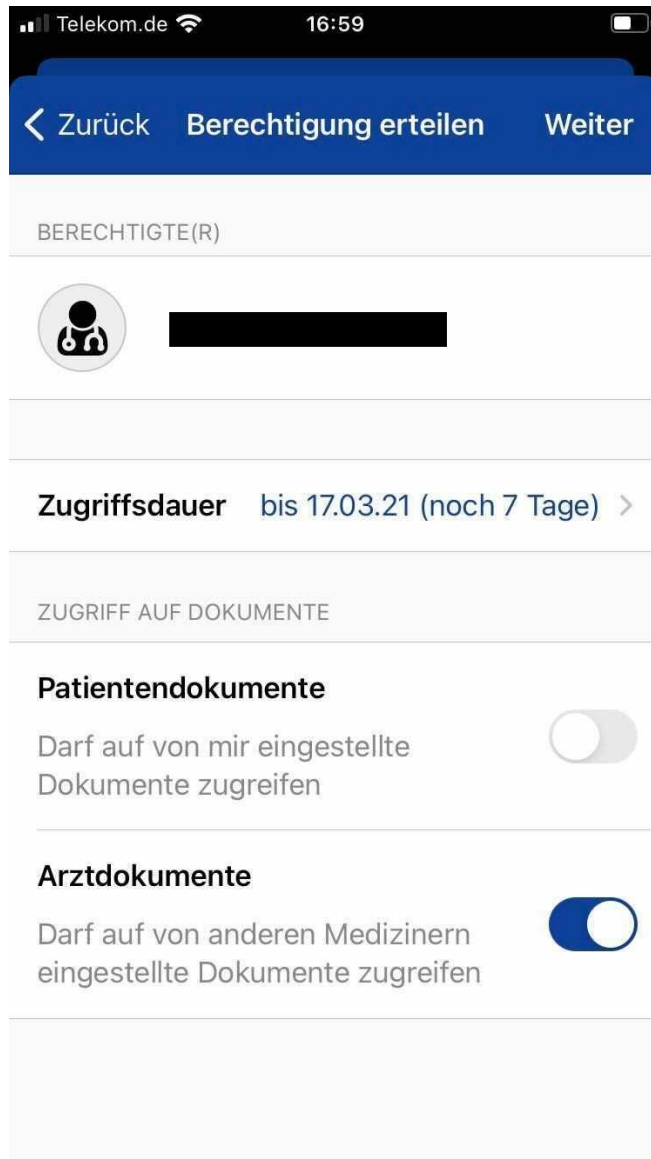 Telekom.de 16:59
Zurück Berechtigung erteilen Weiter
BERECHTIGTE(R)
Zugriffsdauer bis 17.03.21 (noch 7 Tage)
ZUGRIFF AUF DOKUMENTE
Patientendokumente
Darf auf von mir eingestellte
Dokumente zugreifen
Arztdokumente
Darf auf von anderen Medizinern
eingestellte Dokumente zugreifen